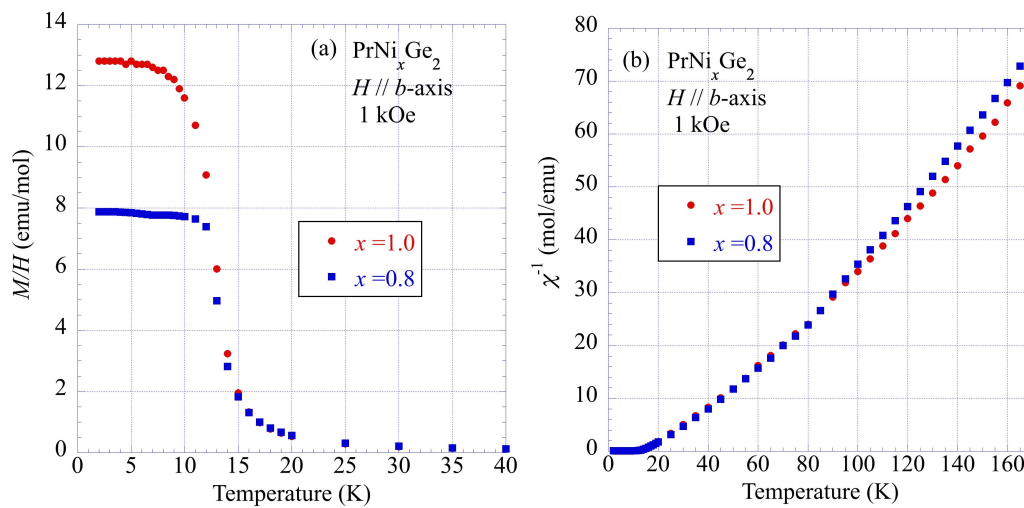 14
12
10
8
6
4
2
0
0
5
10
15
20
25
30
35
40
M/H (emu/mol)
Temperature (K)
(a) PrNiₓGe₂
H // b-axis
1 kOe
x =1.0
x =0.8
80
70
60
50
40
30
20
10
0
0
20
40
60
80
100
120
140
160
χ⁻¹ (mol/emu)
Temperature (K)
(b) PrNiₓGe₂
H // b-axis
1 kOe
x =1.0
x =0.8